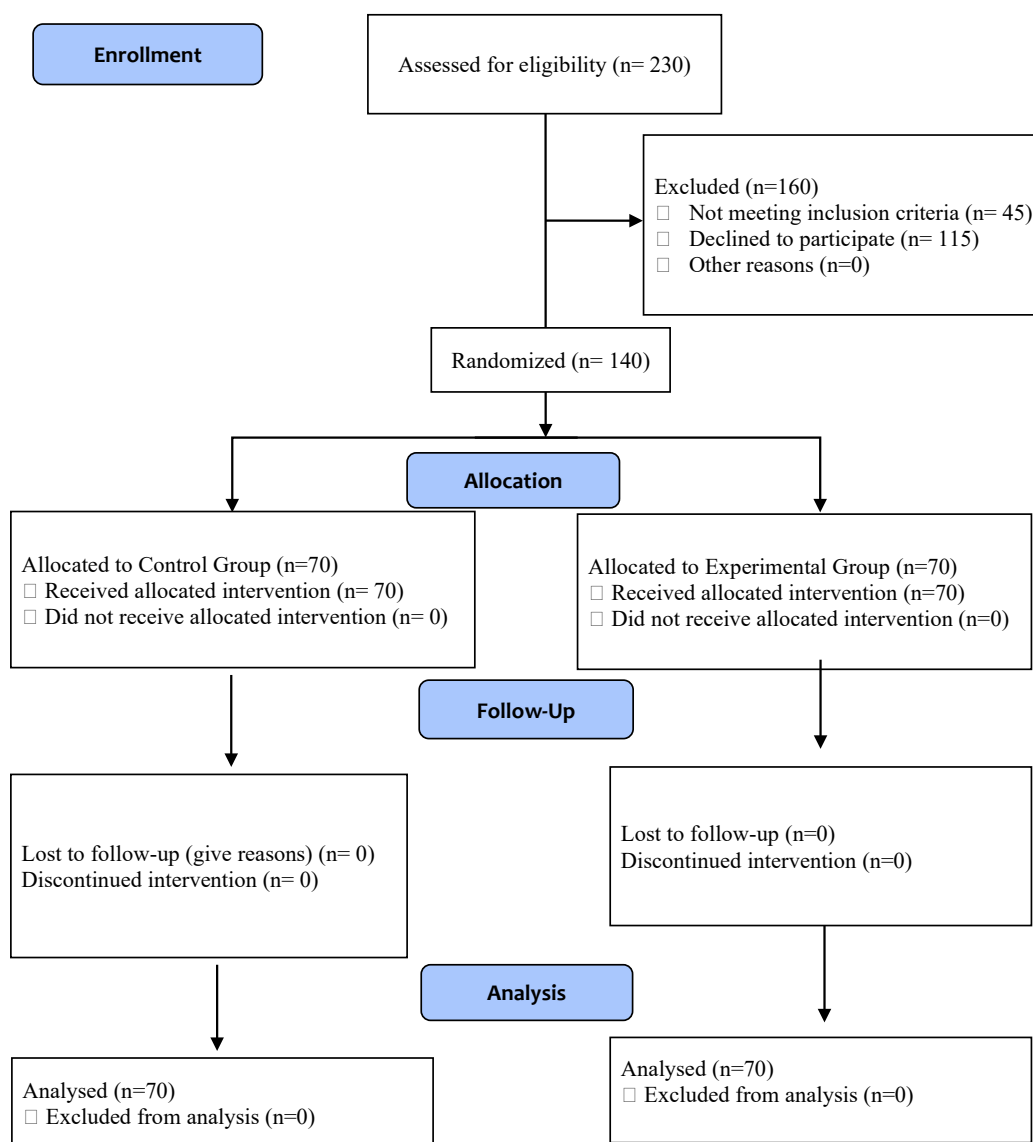 Enrollment
Assessed for eligibility (n= 230)
Excluded (n=160)
□ Not meeting inclusion criteria (n= 45)
□ Declined to participate (n= 115)
□ Other reasons (n=0)
Randomized (n= 140)
Allocation
Allocated to Control Group (n=70)
□ Received allocated intervention (n= 70)
□ Did not receive allocated intervention (n= 0)
Allocated to Experimental Group (n=70)
□ Received allocated intervention (n=70)
□ Did not receive allocated intervention (n=0)
Follow-Up
Lost to follow-up (give reasons) (n= 0)
Discontinued intervention (n= 0)
Lost to follow-up (n=0)
Discontinued intervention (n=0)
Analysis
Analysed (n=70)
□ Excluded from analysis (n=0)
Analysed (n=70)
□ Excluded from analysis (n=0)